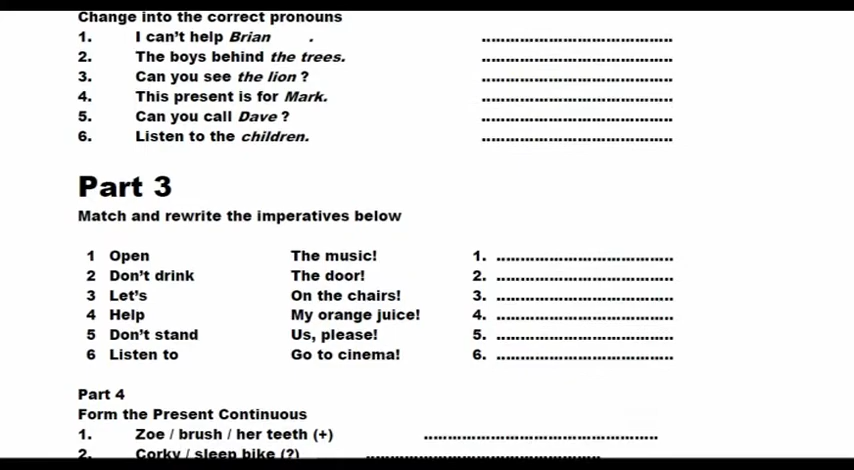 Change into the correct pronouns
1. I can't help Brian . ........................................
2. The boys behind the trees. ........................................
3. Can you see the lion ? ........................................
4. This present is for Mark. ........................................
5. Can you call Dave ? ........................................
6. Listen to the children. ........................................
Part 3
Match and rewrite the imperatives below
1 Open The music! 1. .....................................
2 Don't drink The door! 2. .....................................
3 Let's On the chairs! 3. .....................................
4 Help My orange juice! 4. .....................................
5 Don't stand Us, please! 5. .....................................
6 Listen to Go to cinema! 6. .....................................
Part 4
Form the Present Continuous
1. Zoe / brush / her teeth (+) .................................................
2. Corky / sleep bike (?) .................................................